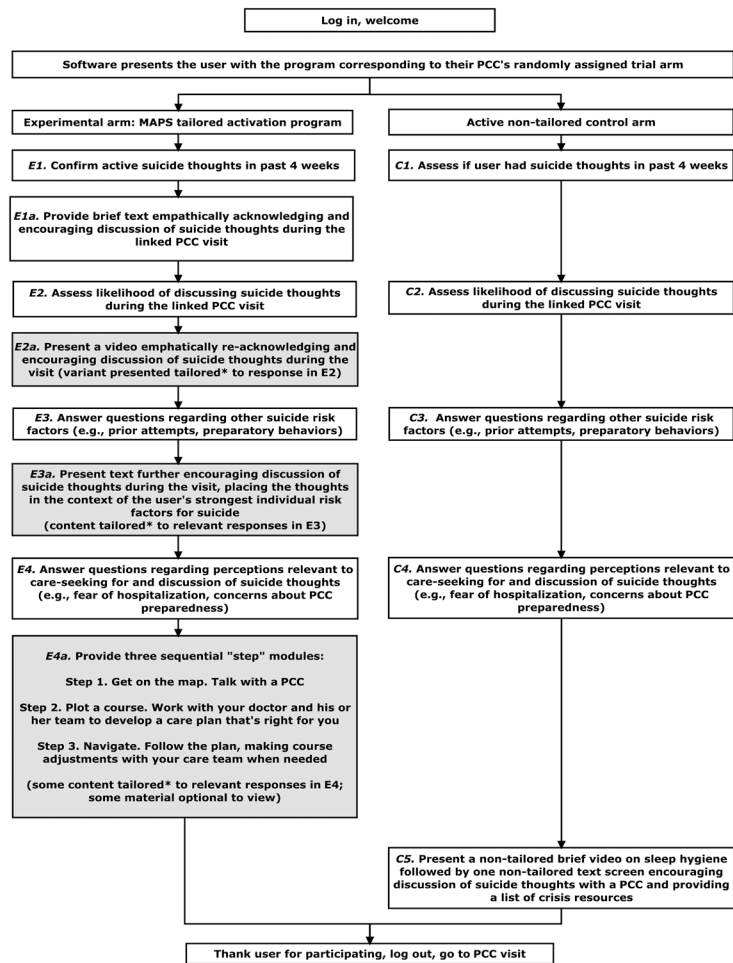 Log in, welcome
Software presents the user with the program corresponding to their PCC's randomly assigned trial arm
Experimental arm: MAPS tailored activation program
Active non-tailored control arm
E1. Confirm active suicide thoughts in past 4 weeks
C1. Assess if user had suicide thoughts in past 4 weeks
E1a. Provide brief text empathically acknowledging and
encouraging discussion of suicide thoughts during the
linked PCC visit
E2. Assess likelihood of discussing suicide thoughts
during the linked PCC visit
C2. Assess likelihood of discussing suicide thoughts
during the linked PCC visit
E2a. Present a video emphatically re-acknowledging and
encouraging discussion of suicide thoughts during the
visit (variant presented tailored* to response in E2)
E3. Answer questions regarding other suicide risk
factors (e.g., prior attempts, preparatory behaviors)
C3. Answer questions regarding other suicide risk
factors (e.g., prior attempts, preparatory behaviors)
E3a. Present text further encouraging discussion of
suicide thoughts during the visit, placing the thoughts
in the context of the user's strongest individual risk
factors for suicide
(content tailored* to relevant responses in E3)
E4. Answer questions regarding perceptions relevant to
care-seeking for and discussion of suicide thoughts
(e.g., fear of hospitalization, concerns about PCC
preparedness)
C4. Answer questions regarding perceptions relevant to
care-seeking for and discussion of suicide thoughts
(e.g., fear of hospitalization, concerns about PCC
preparedness)
E4a. Provide three sequential "step" modules:
Step 1. Get on the map. Talk with a PCC
Step 2. Plot a course. Work with your doctor and his or
her team to develop a care plan that's right for you
Step 3. Navigate. Follow the plan, making course
adjustments with your care team when needed
(some content tailored* to relevant responses in E4;
some material optional to view)
C5. Present a non-tailored brief video on sleep hygiene
followed by one non-tailored text screen encouraging
discussion of suicide thoughts with a PCC and providing
a list of crisis resources
Thank user for participating, log out, go to PCC visit